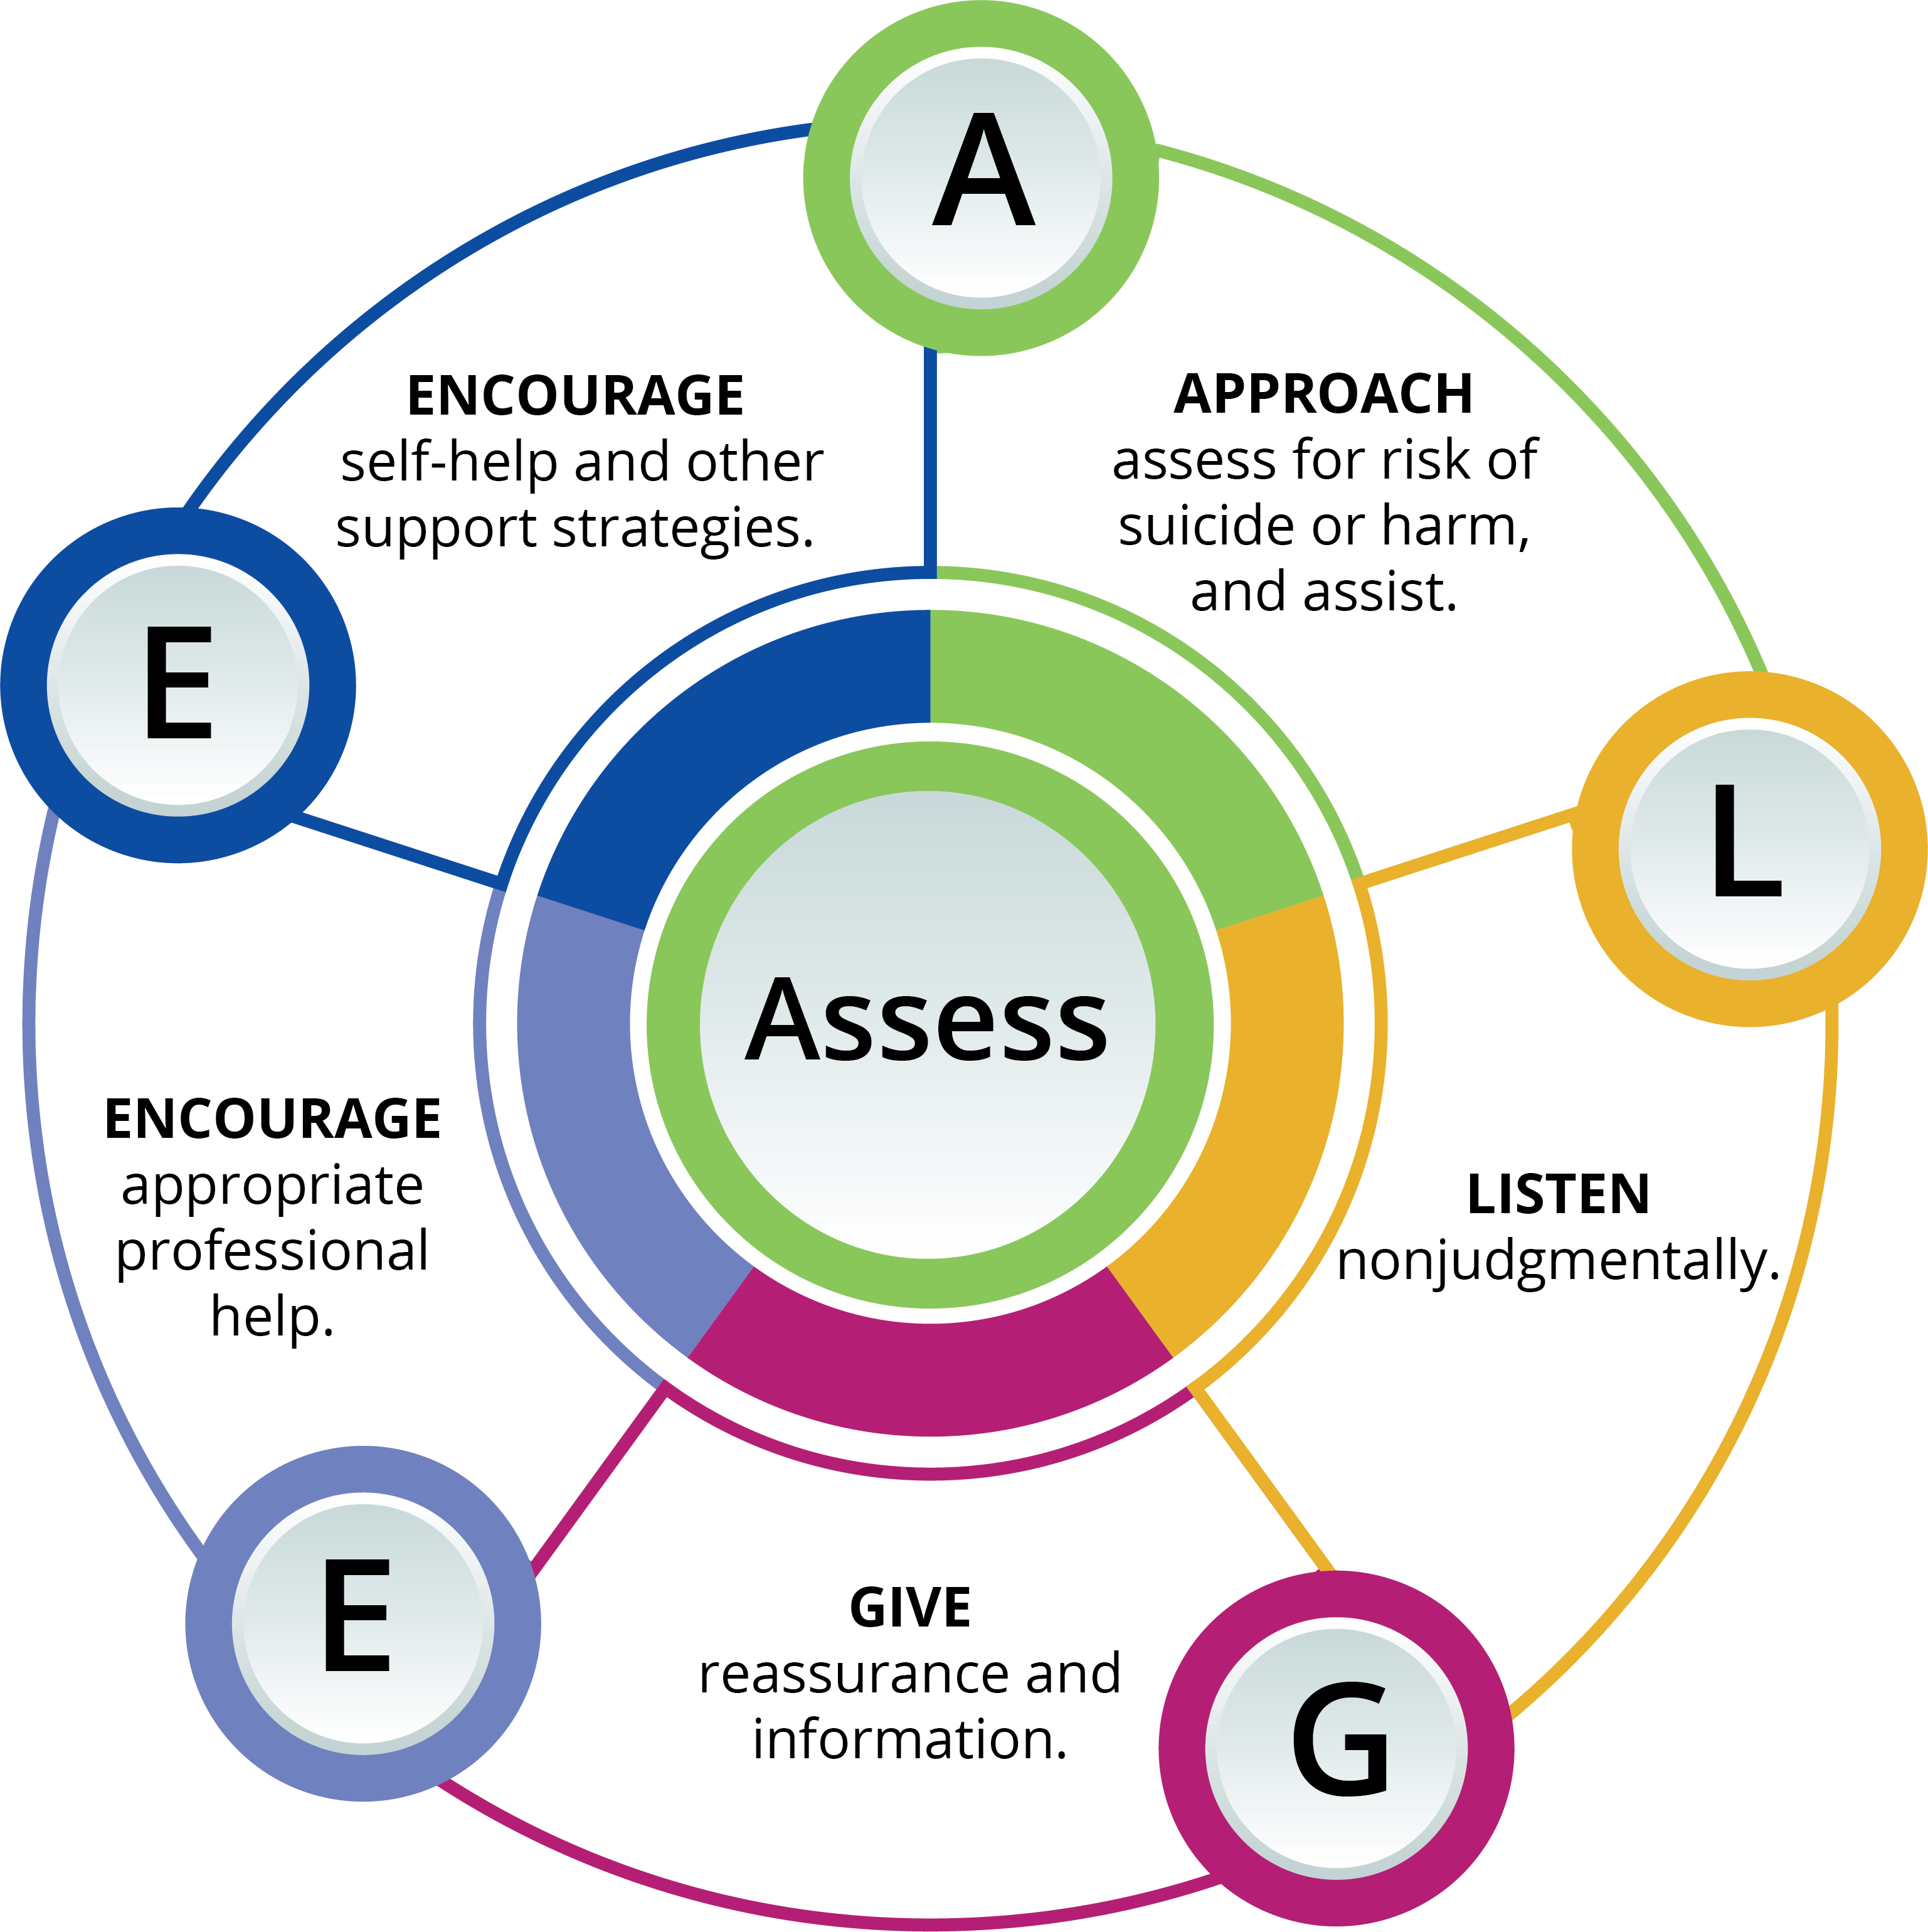 A
APPROACH
assess for risk of
suicide or harm,
and assist.
L
LISTEN
nonjudgmentally.
G
GIVE
reassurance and
information.
E
ENCOURAGE
appropriate
professional
help.
E
ENCOURAGE
self-help and other
support strategies.
Assess